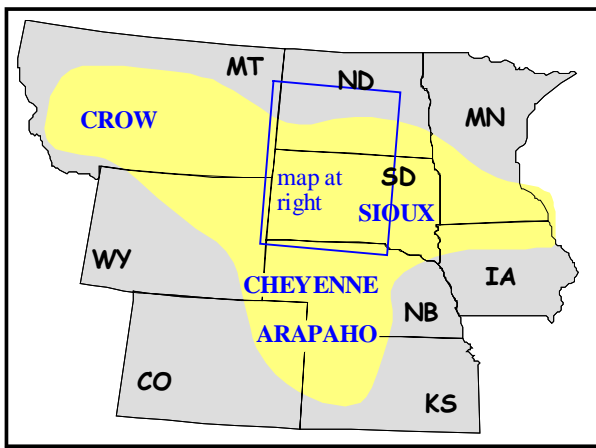 MT
ND
CROW
MN
map at
right
SD
SIOUX
WY
CHEYENNE
IA
NB
ARAPAHO
CO
KS